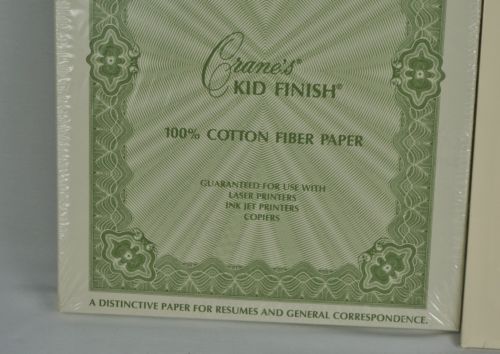 Crane's®
KID FINISH®
100% COTTON FIBER PAPER
GUARANTEED FOR USE WITH
LASER PRINTERS
INK JET PRINTERS
COPIERS
A DISTINCTIVE PAPER FOR RESUMES AND GENERAL CORRESPONDENCE.